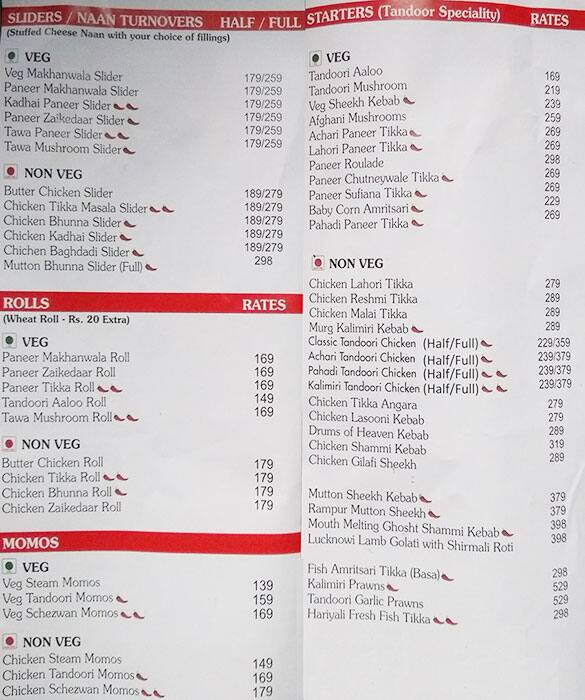 SLIDERS / NAAN TURNOVERS HALF / FULL
(Stuffed Cheese Naan with your choice of fillings)
VEG
Veg Makhanwala Slider 179/259
Paneer Makhanwala Slider 179/259
Kadhai Paneer Slider 179/259
Paneer Zaikedaar Slider 179/259
Tawa Paneer Slider 179/259
Tawa Mushroom Slider 179/259
NON VEG
Butter Chicken Slider 189/279
Chicken Tikka Masala Slider 189/279
Chicken Bhunna Slider 189/279
Chicken Kadhai Slider 189/279
Chichen Baghdadi Slider 189/279
Mutton Bhunna Slider (Full) 298
ROLLS RATES
(Wheat Roll - Rs. 20 Extra)
VEG
Paneer Makhanwala Roll 169
Paneer Zaikedaar Roll 169
Paneer Tikka Roll 169
Tandoori Aaloo Roll 149
Tawa Mushroom Roll 169
NON VEG
Butter Chicken Roll 179
Chicken Tikka Roll 179
Chicken Bhunna Roll 179
Chicken Zaikedaar Roll 179
MOMOS
VEG
Veg Steam Momos 139
Veg Tandoori Momos 159
Veg Schezwan Momos 169
NON VEG
Chicken Steam Momos 149
Chicken Tandoori Momos 169
Chicken Schezwan Momos 179
STARTERS (Tandoor Speciality) RATES
VEG
Tandoori Aaloo 169
Tandoori Mushroom 219
Veg Sheekh Kebab 239
Afghani Mushrooms 259
Achari Paneer Tikka 269
Lahori Paneer Tikka 269
Paneer Roulade 298
Paneer Chutneywale Tikka 269
Paneer Sufiana Tikka 269
Baby Corn Amritsari 229
Pahadi Paneer Tikka 269
NON VEG
Chicken Lahori Tikka 279
Chicken Reshmi Tikka 289
Chicken Malai Tikka 289
Murg Kalimiri Kebab 289
Classic Tandoori Chicken (Half/Full) 229/359
Achari Tandoori Chicken (Half/Full) 239/379
Pahadi Tandoori Chicken (Half/Full) 239/379
Kalimiri Tandoori Chicken (Half/Full) 239/379
Chicken Tikka Angara 279
Chicken Lasooni Kebab 279
Drums of Heaven Kebab 289
Chicken Shammi Kebab 319
Chicken Gilafi Sheekh 289
Mutton Sheekh Kebab 379
Rampur Mutton Sheekh 379
Mouth Melting Ghosht Shammi Kebab 398
Lucknowi Lamb Golati with Shirmali Roti 398
Fish Amritsari Tikka (Basa) 298
Kalimiri Prawns 529
Tandoori Garlic Prawns 529
Hariyali Fresh Fish Tikka 298